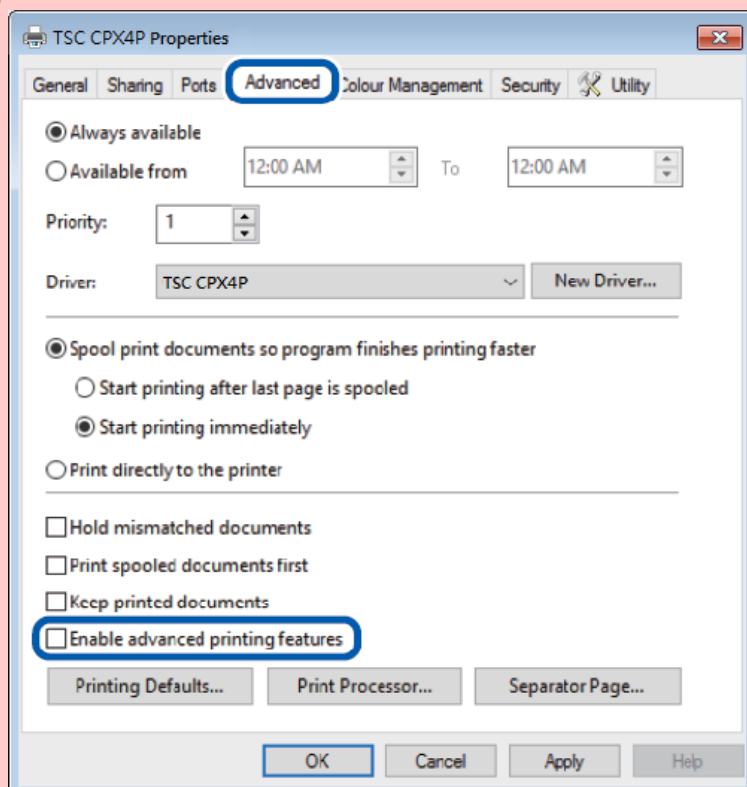 TSC CPX4P Properties
General Sharing Ports Advanced Colour Management Security Utility
Always available
Available from 12:00 AM To 12:00 AM
Priority: 1
Driver: TSC CPX4P New Driver...
Spool print documents so program finishes printing faster
Start printing after last page is spooled
Start printing immediately
Print directly to the printer
Hold mismatched documents
Print spooled documents first
Keep printed documents
Enable advanced printing features
Printing Defaults... Print Processor... Separator Page...
OK Cancel Apply Help